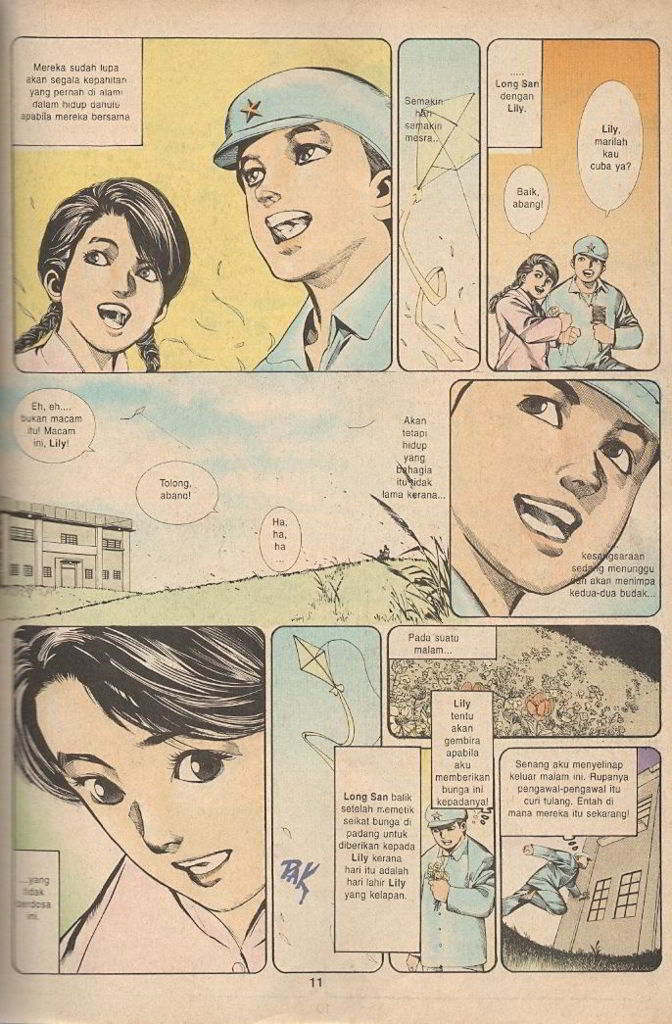 Mereka sudah lupa
akan segala kepahitan
yang pernah di alami
dalam hidup dahulu
apabila mereka bersama
Semakin
hari
semakin
mesra...
.....
Long San
dengan
Lily.
Lily,
marilah
kau
cuba ya?
Baik,
abang!
Eh, eh....
bukan macam
itu! Macam
ini, Lily!
Tolong,
abang!
Ha,
ha,
ha
...
Akan
tetapi
hidup
yang
bahagia
itu tidak
lama kerana...
kesengsaraan
sedang menunggu
dan akan menimpa
kedua-dua budak...
....yang
tidak
berdosa
ini.
PAK
Long San balik
setelah memetik
seikat bunga di
padang untuk
diberikan kepada
Lily kerana
hari itu adalah
hari lahir Lily
yang kelapan.
Pada suatu
malam...
Lily
tentu
akan
gembira
apabila
aku
memberikan
bunga ini
kepadanya!
Senang aku menyelinap
keluar malam ini. Rupanya
pengawal-pengawal itu
curi tulang. Entah di
mana mereka itu sekarang!
11